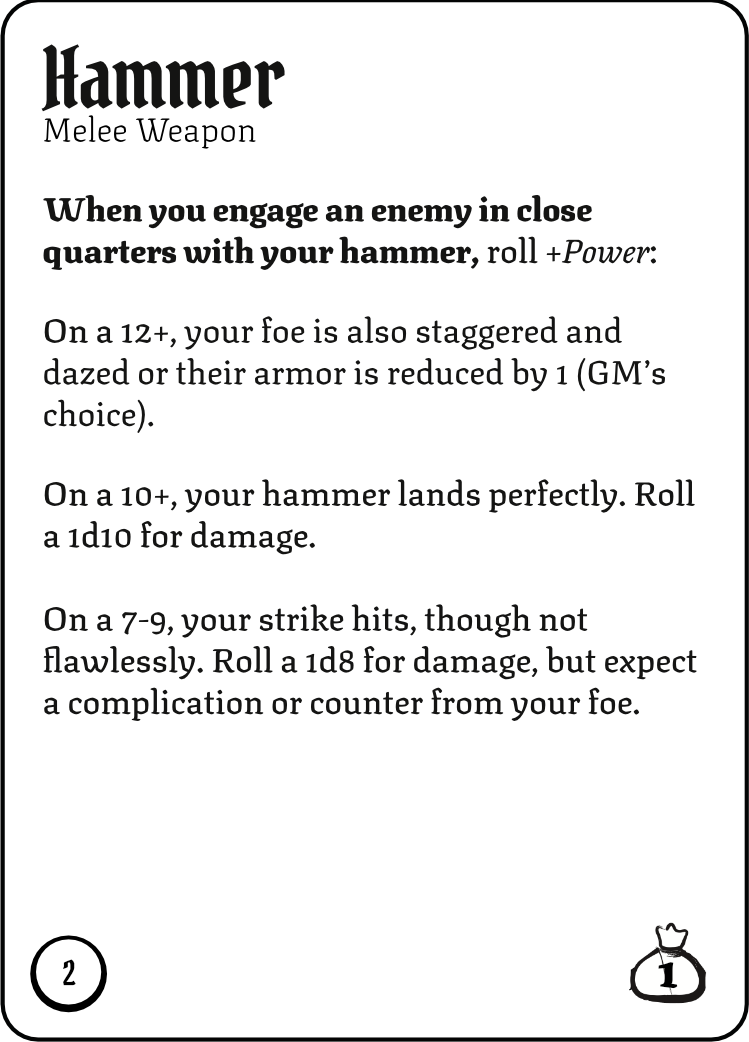 Hammer
Melee Weapon
When you engage an enemy in close
quarters with your hammer, roll +Power:
On a 12+, your foe is also staggered and
dazed or their armor is reduced by 1 (GM’s
choice).
On a 10+, your hammer lands perfectly. Roll
a 1d10 for damage.
On a 7-9, your strike hits, though not
flawlessly. Roll a 1d8 for damage, but expect
a complication or counter from your foe.
2
1